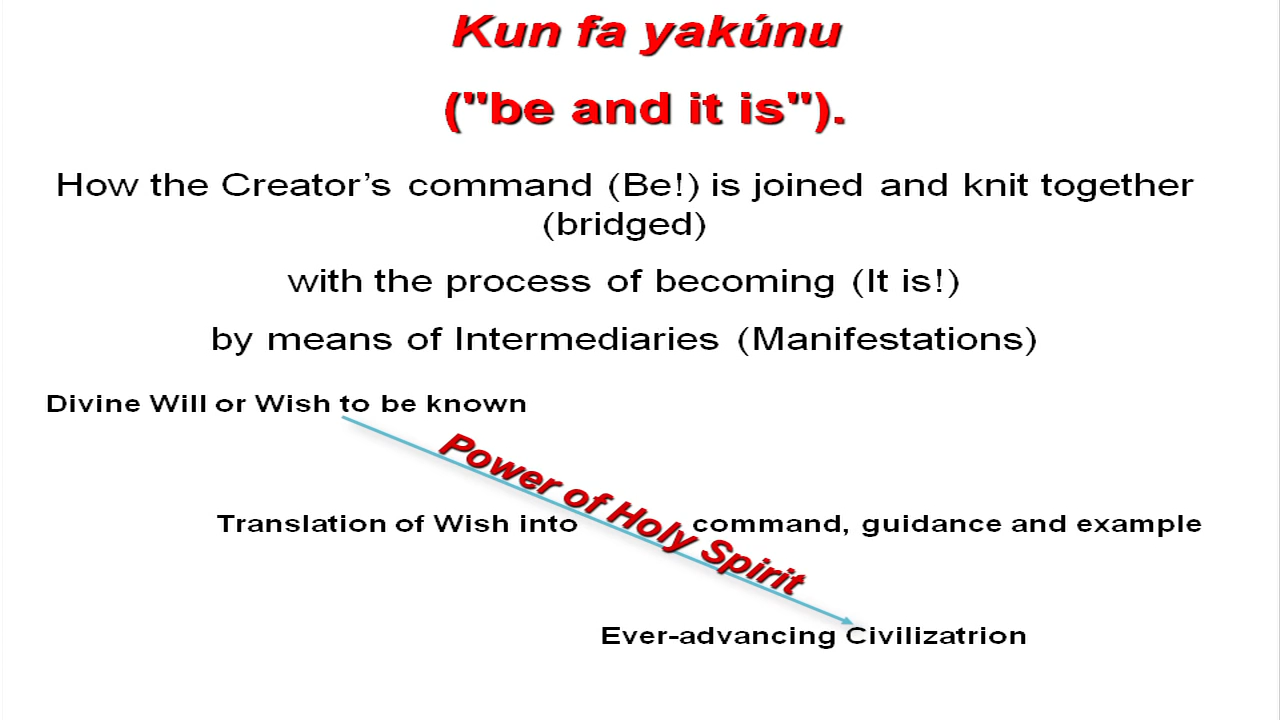 Kun fa yakúnu
("be and it is").
How the Creator’s command (Be!) is joined and knit together
(bridged)
with the process of becoming (It is!)
by means of Intermediaries (Manifestations)
Divine Will or Wish to be known
Power of Holy Spirit
Translation of Wish into command, guidance and example
Ever-advancing Civilizatrion